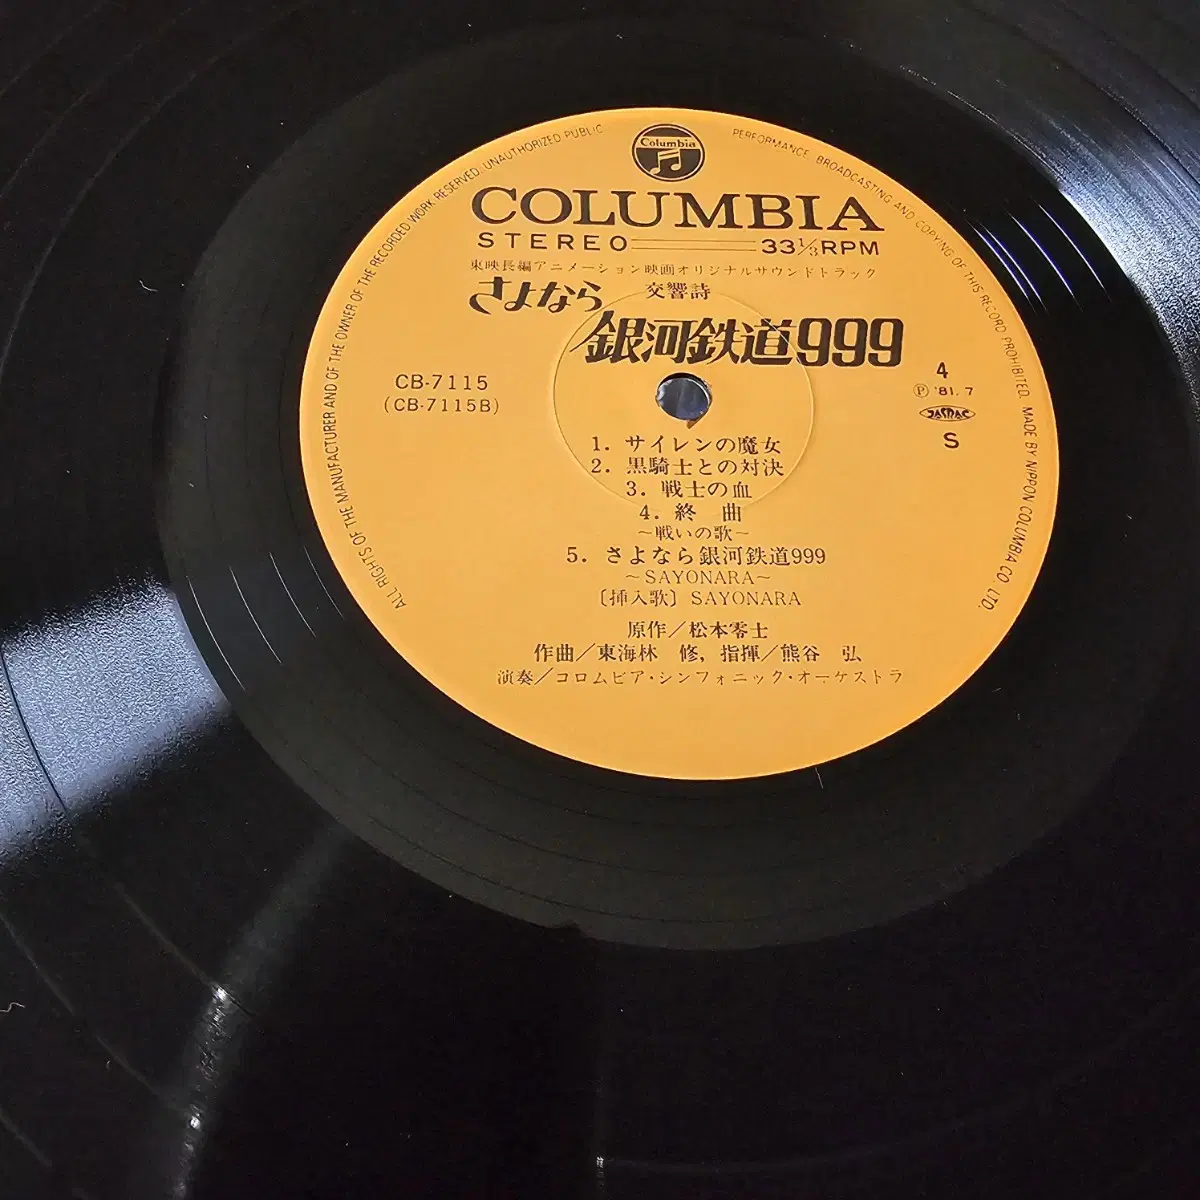 Columbia
COLUMBIA
STEREO 33⅓RPM
東映長編アニメーション映画オリジナルサウンドトラック
さよなら 交響詩
銀河鉄道999
CB-7115
(CB-7115B)
4
Ⓟ '81.7
JASRAC
S
1. サイレンの魔女
2. 黒騎士との対決
3. 戦士の血
4. 終 曲
〜戦いの歌〜
5. さよなら銀河鉄道999
〜SAYONARA〜
〔挿入歌〕SAYONARA
原作/松本零士
作曲/東海林 修, 指揮/熊谷 弘
演奏/コロムビア・シンフォニック・オーケストラ
ALL RIGHTS OF THE MANUFACTURER AND OF THE OWNER OF THE RECORDED WORK RESERVED. UNAUTHORIZED PUBLIC PERFORMANCE, BROADCASTING AND COPYING OF THIS RECORD PROHIBITED. MADE BY NIPPON COLUMBIA CO. LTD.